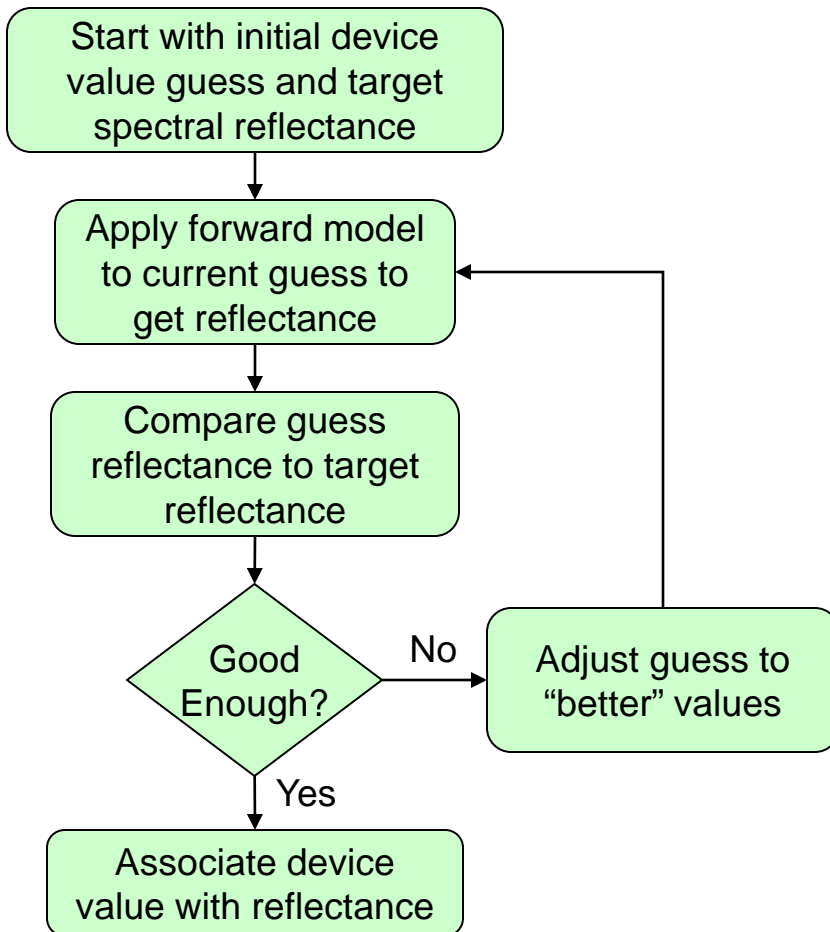 Start with initial device
value guess and target
spectral reflectance
Apply forward model
to current guess to
get reflectance
Compare guess
reflectance to target
reflectance
Good
Enough?
No
Adjust guess to
“better” values
Yes
Associate device
value with reflectance